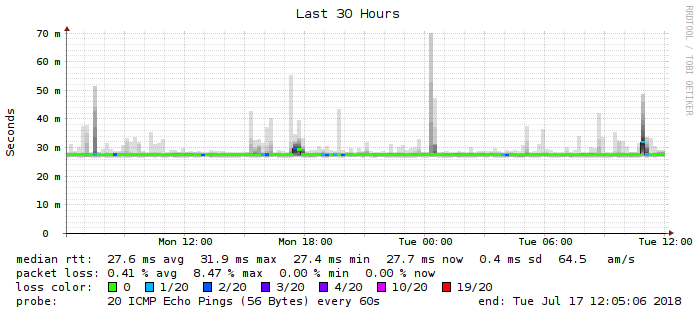 Last 30 Hours
RRDTOOL / TOBI OETIKER
Seconds
70 m
60 m
50 m
40 m
30 m
20 m
10 m
0
Mon 12:00 Mon 18:00 Tue 00:00 Tue 06:00 Tue 12:00
median rtt: 27.6 ms avg 31.9 ms max 27.4 ms min 27.7 ms now 0.4 ms sd 64.5 am/s
packet loss: 0.41 % avg 8.47 % max 0.00 % min 0.00 % now
loss color: 0 1/20 2/20 3/20 4/20 10/20 19/20
probe: 20 ICMP Echo Pings (56 Bytes) every 60s end: Tue Jul 17 12:05:06 2018